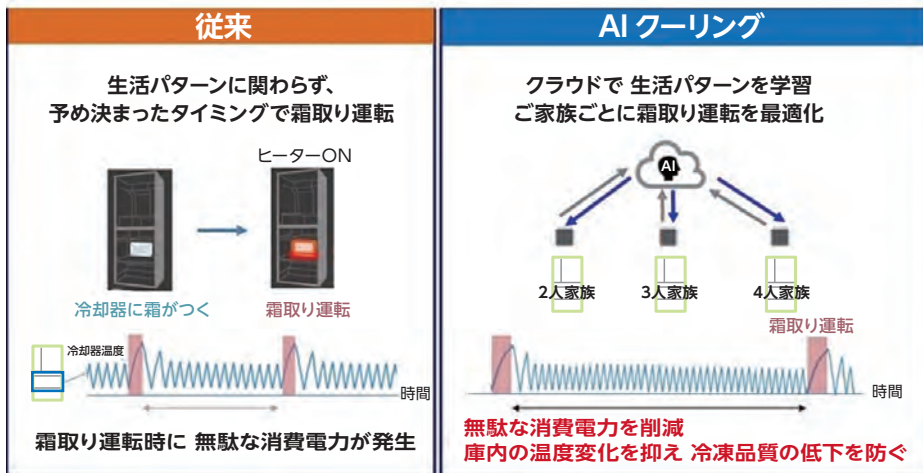 従来
生活パターンに関わらず、
予め決まったタイミングで霜取り運転
ヒーターON
冷却器に霜がつく
霜取り運転
冷却器温度
時間
霜取り運転時に 無駄な消費電力が発生
AI クーリング
クラウドで 生活パターンを学習
ご家族ごとに霜取り運転を最適化
AI
2人家族
3人家族
4人家族
霜取り運転
時間
無駄な消費電力を削減
庫内の温度変化を抑え 冷凍品質の低下を防ぐ